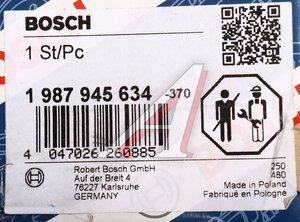 BOSCH
1 St/Pc
1 987 945 634 -370
4 047026 260885
Robert Bosch GmbH
Auf der Breit 4
76227 Karlsruhe
GERMANY
250
480
Made in Poland
Fabriqué en Pologne